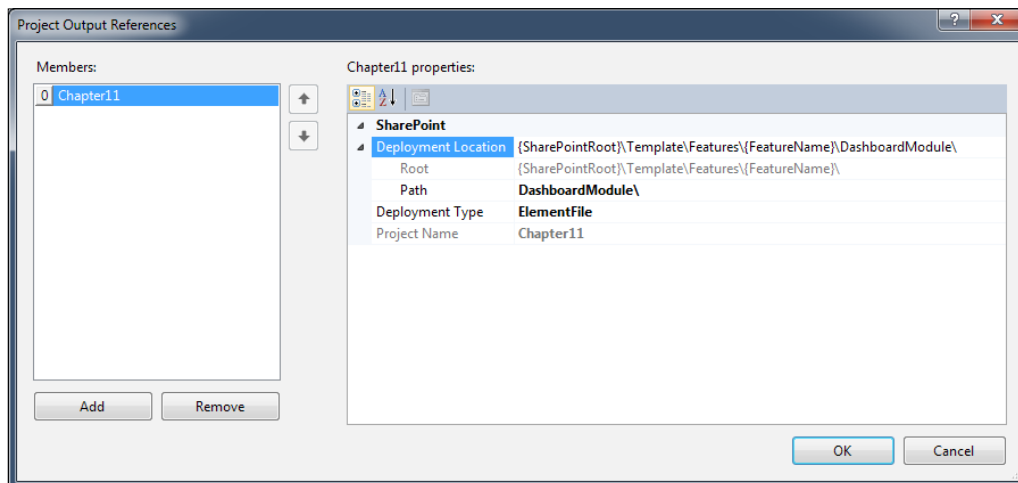 Project Output References
Members:
0 Chapter11
Add Remove
Chapter11 properties:
SharePoint
Deployment Location {SharePointRoot}\Template\Features\{FeatureName}\DashboardModule\
Root {SharePointRoot}\Template\Features\{FeatureName}\
Path DashboardModule\
Deployment Type ElementFile
Project Name Chapter11
OK Cancel